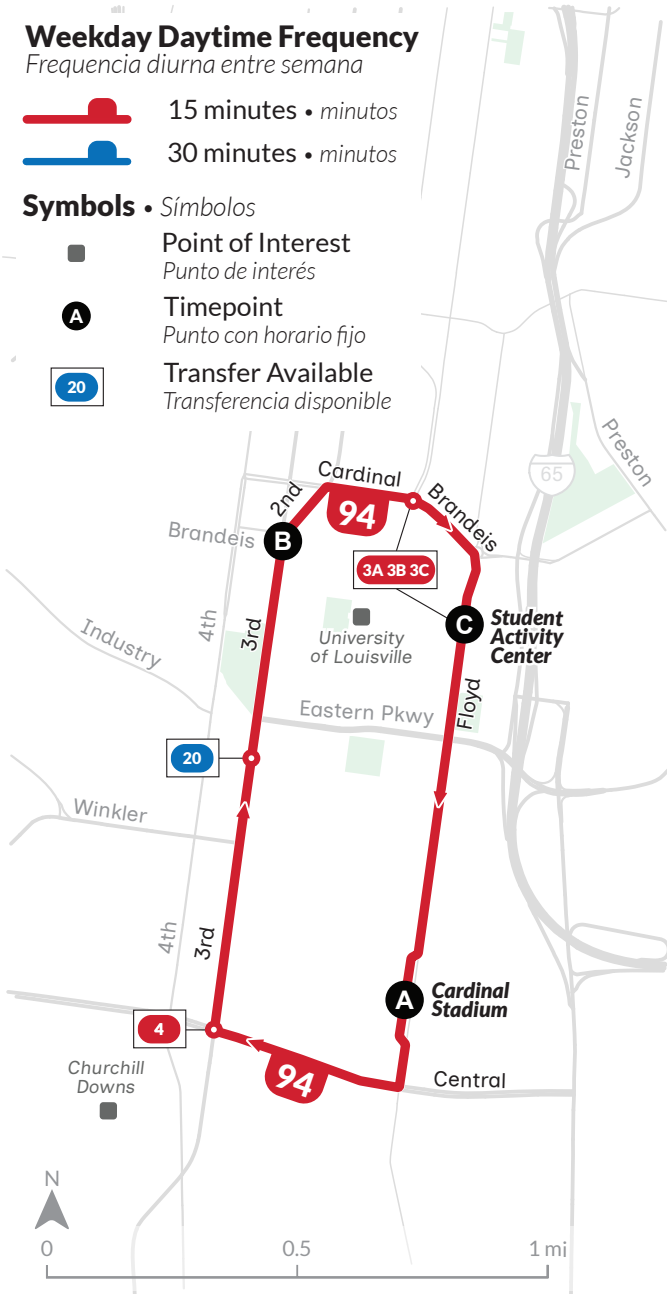 Weekday Daytime Frequency
Frequencia diurna entre semana
15 minutes • minutos
30 minutes • minutos
Symbols • Símbolos
Point of Interest
Punto de interés
A
Timepoint
Punto con horario fijo
20
Transfer Available
Transferencia disponible
Preston
Jackson
Preston
65
Cardinal
2nd
94
Brandeis
Brandeis
B
3A 3B 3C
4th
3rd
University
of Louisville
C
Student
Activity
Center
Industry
Eastern Pkwy
Floyd
20
Winkler
4th
3rd
A
Cardinal
Stadium
4
94
Churchill
Downs
Central
N
0
0.5
1 mi